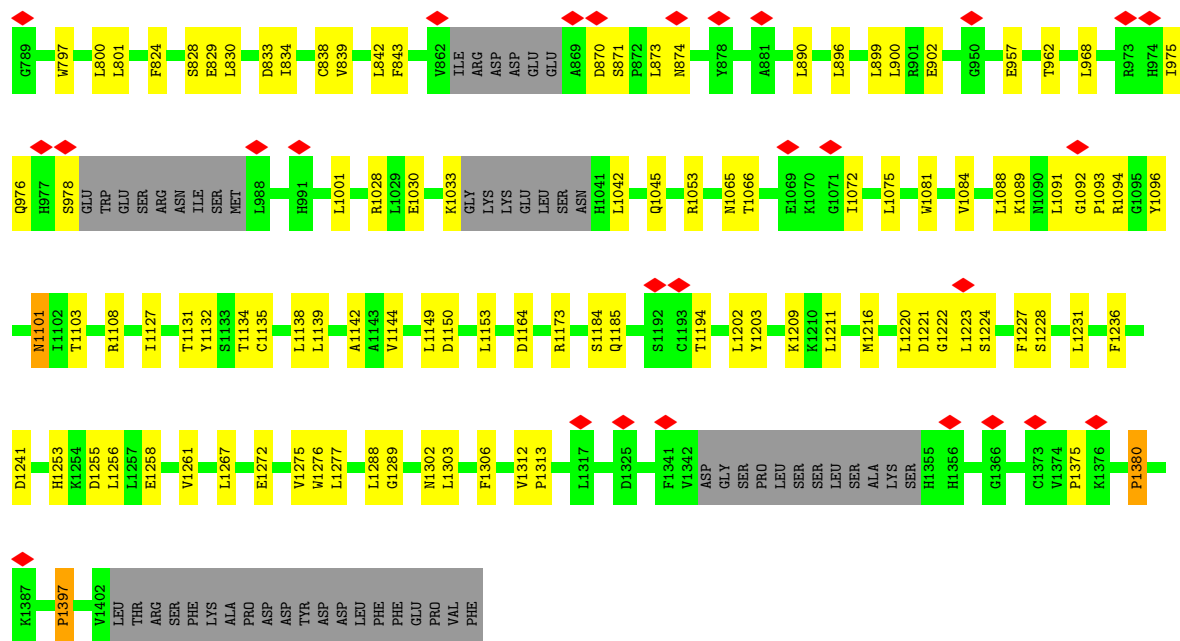 G789 W797 L800 L801 F824 S828 E829 L830 D833 I834 C838 V839 L842 F843 V862 ILE ARG ASP ASP GLU GLU A869 D870 S871 P872 L873 N874 Y878 A881 L890 L896 L899 L900 R901 E902 G950 E957 T962 L968 R973 H974 I975
Q976 H977 S978 GLU TRP GLU SER ARG ASN ILE SER MET L988 H991 L1001 R1028 L1029 E1030 K1033 GLY LYS LYS GLU LEU SER ASN H1041 L1042 Q1045 R1053 N1065 T1066 E1069 K1070 G1071 I1072 L1075 W1081 V1084 L1088 K1089 N1090 L1091 G1092 P1093 R1094 G1095 Y1096
N1101 I1102 T1103 R1108 I1127 T1131 Y1132 S1133 T1134 C1135 L1138 L1139 A1142 A1143 V1144 L1149 D1150 L1153 D1164 R1173 S1184 Q1185 S1192 C1193 T1194 L1202 Y1203 K1209 K1210 L1211 M1216 L1220 D1221 G1222 L1223 S1224 F1227 S1228 L1231 F1236
D1241 H1253 K1254 D1255 L1256 L1257 E1258 V1261 L1267 E1272 V1275 W1276 L1277 L1288 G1289 N1302 L1303 F1306 V1312 P1313 L1317 D1325 F1341 V1342 ASP GLY SER PRO LEU SER SER LEU SER ALA LYS SER H1355 H1356 G1366 C1373 V1374 P1375 K1376 P1380
K1387 P1397 V1402 LEU THR ARG SER PHE LYS ALA PRO ASP ASP TYR ASP ASP LEU PHE PHE GLU PRO VAL PHE